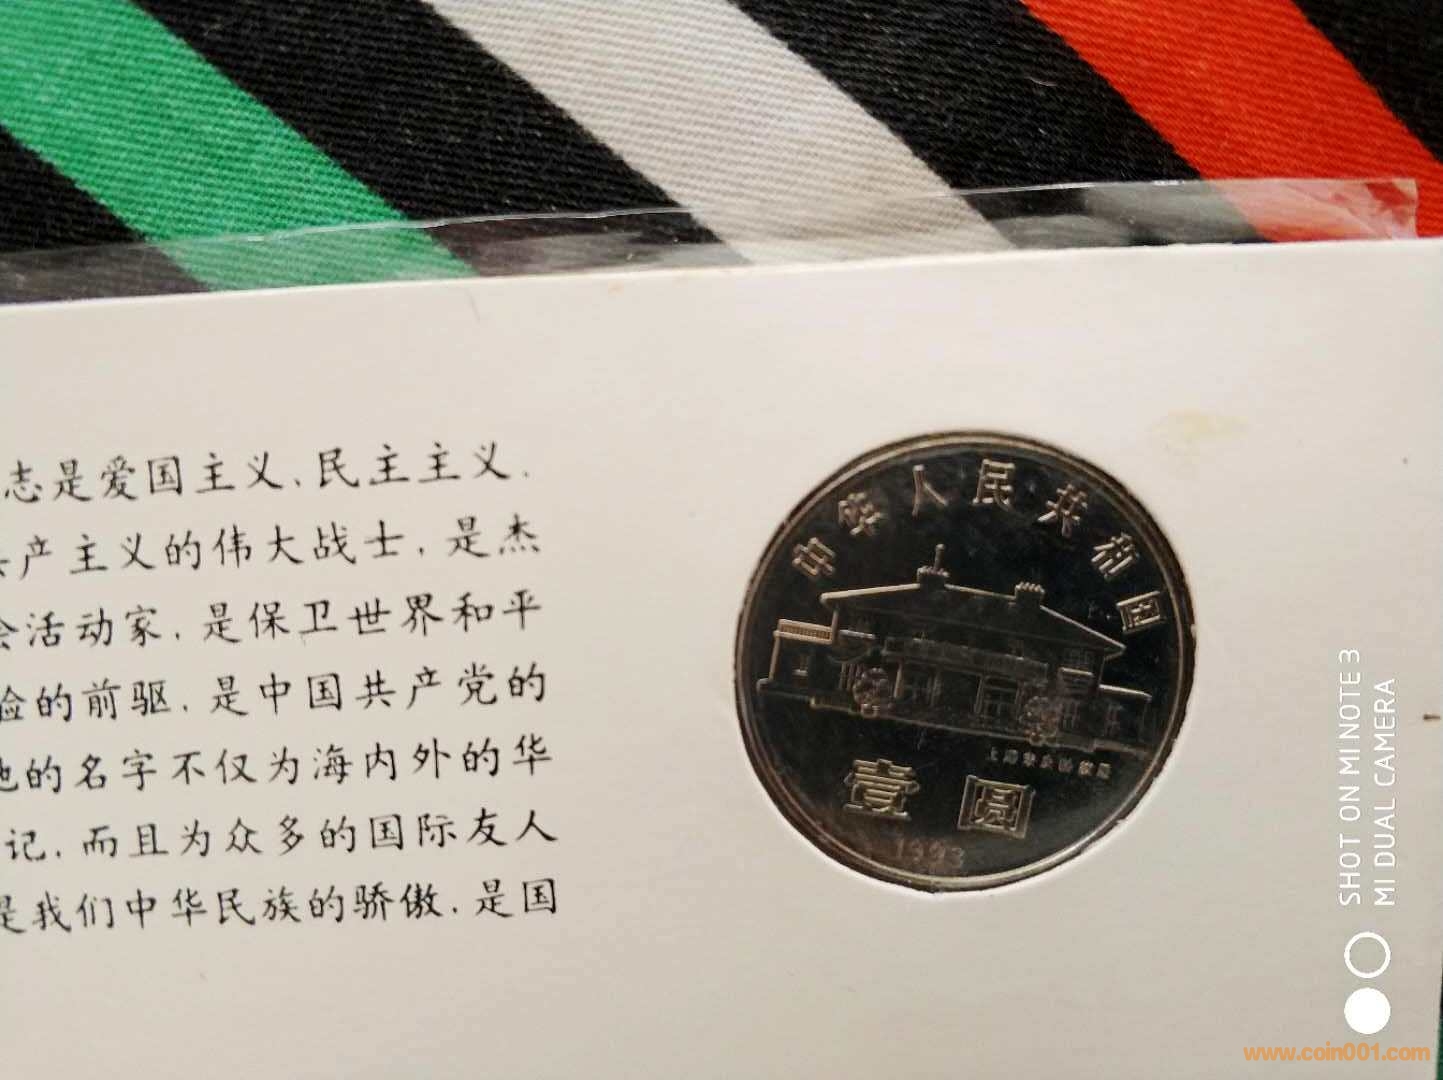 志是爱国主义、民主主义、
产主义的伟大战士，是杰
活动家，是保卫世界和平
的前驱，是中国共产党的
的名字不仅为海内外的华
记，而且为众多的国际友人
是我们中华民族的骄傲，是国
中华人民共和国
壹圆
1993
SHOT ON MI NOTE 3
MI DUAL CAMERA
www.coin001.com